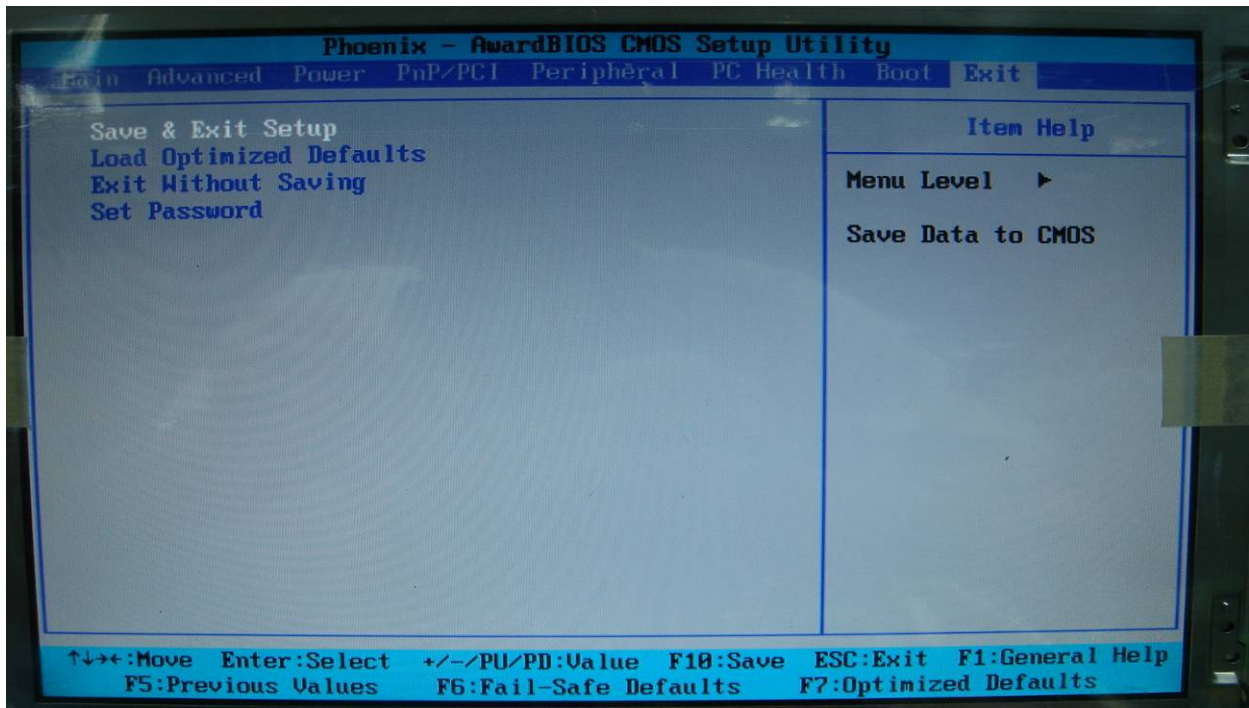 Phoenix - AwardBIOS CMOS Setup Utility
Main Advanced Power PnP/PCI Peripheral PC Health Boot Exit
Save & Exit Setup
Load Optimized Defaults
Exit Without Saving
Set Password
Item Help
Menu Level ►
Save Data to CMOS
↑↓→←:Move Enter:Select +/-/PU/PD:Value F10:Save ESC:Exit F1:General Help
F5:Previous Values F6:Fail-Safe Defaults F7:Optimized Defaults